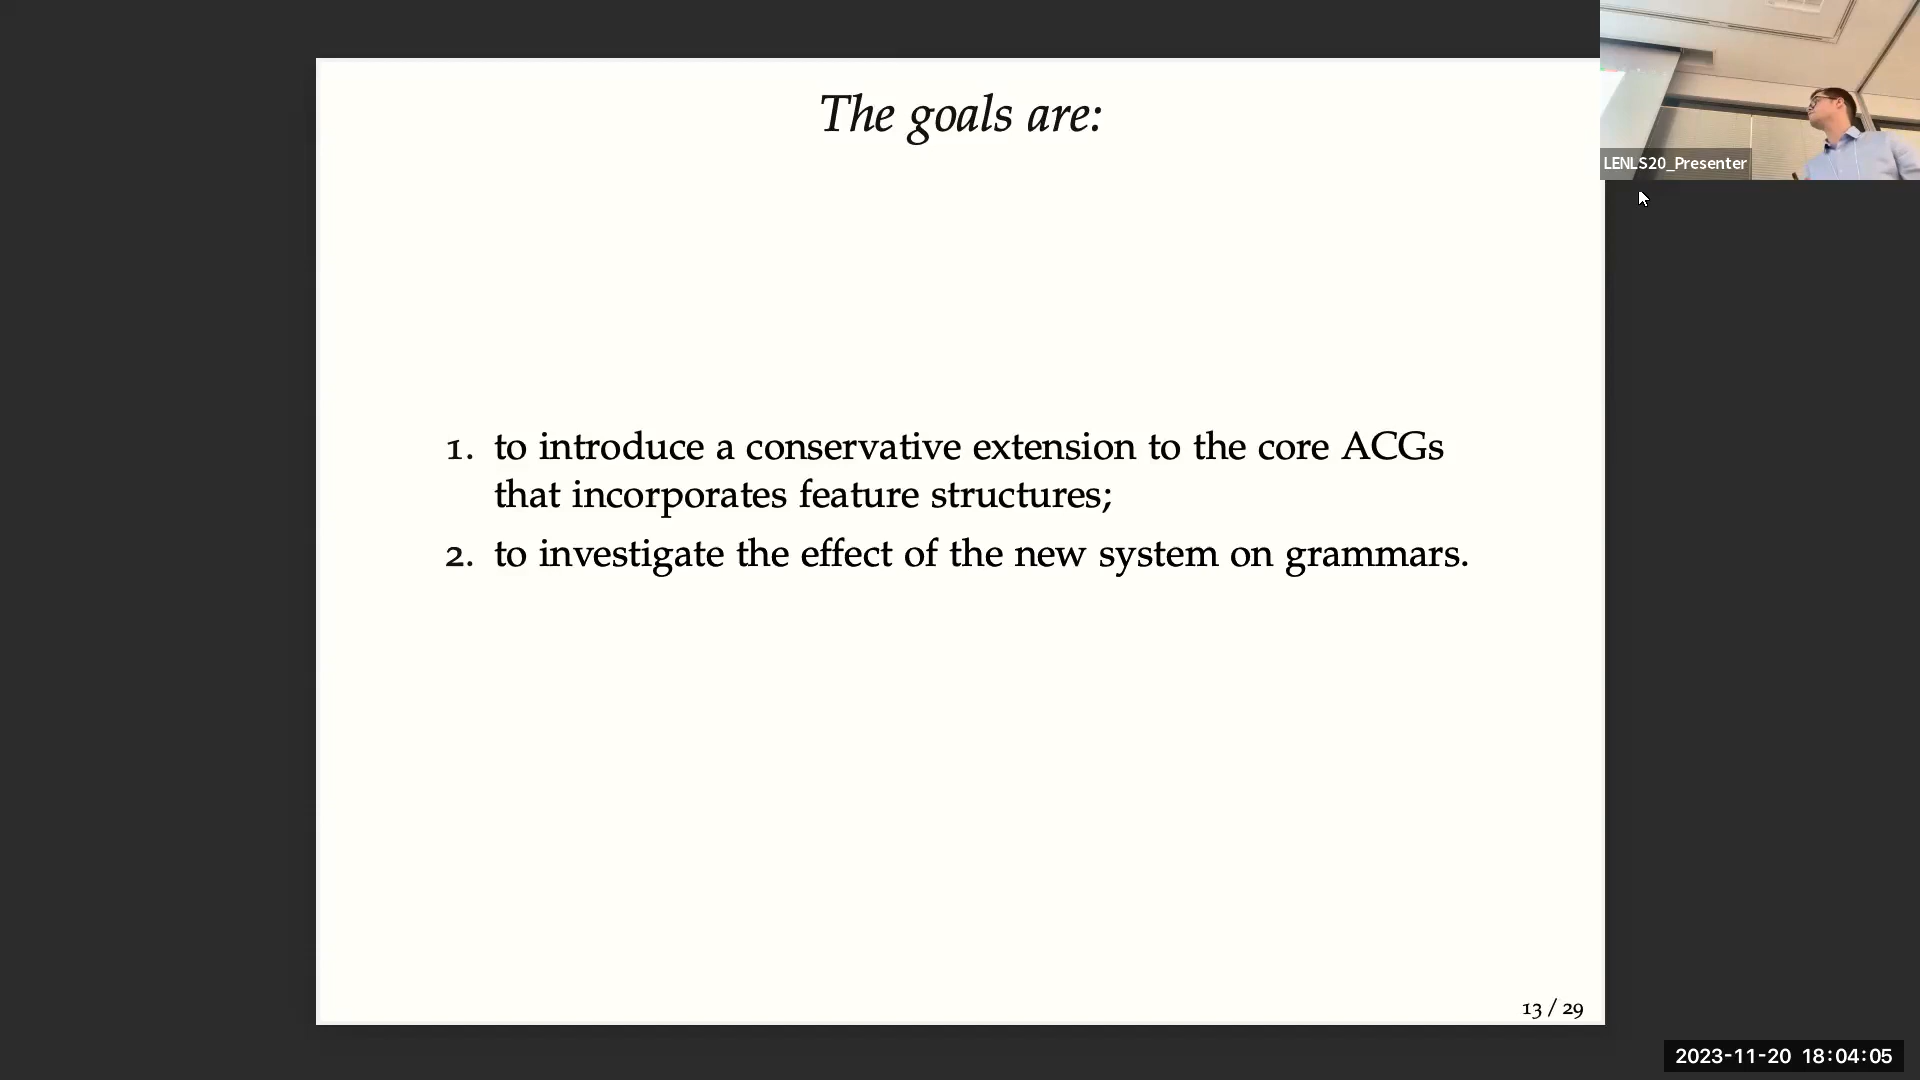 The goals are:
LENLS20_Presenter
1. to introduce a conservative extension to the core ACGs
that incorporates feature structures;
2. to investigate the effect of the new system on grammars.
13 / 29
2023-11-20 18:04:05